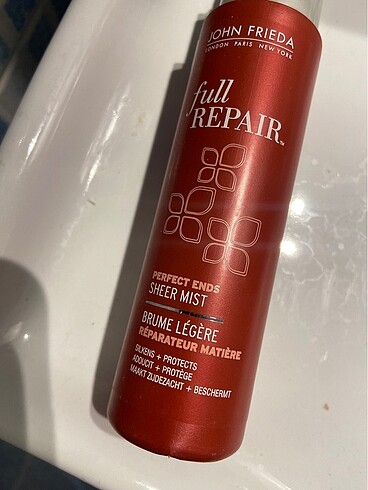 JOHN FRIEDA
LONDON PARIS NEW YORK
full
REPAIR™
PERFECT ENDS
SHEER MIST
BRUME LÉGÈRE
RÉPARATEUR MATIÈRE
SILKENS + PROTECTS
ADOUCIT + PROTÈGE
MAAKT ZIJDEZACHT + BESCHERMT